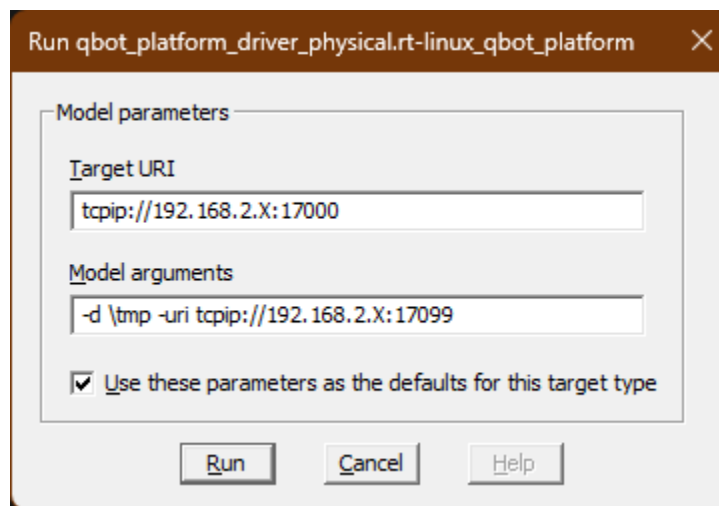 Run qbot_platform_driver_physical.rt-linux_qbot_platform
Model parameters
Target URI
tcpip://192.168.2.X:17000
Model arguments
-d \tmp -uri tcpip://192.168.2.X:17099
Use these parameters as the defaults for this target type
Run Cancel Help